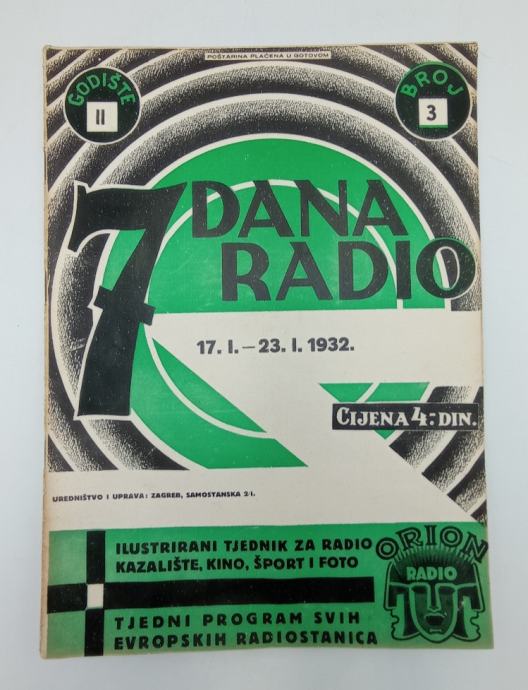 POŠTARINA PLAĆENA U GOTOVOM
GODIŠTE
II
BROJ
3
7 DANA
RADIO
17. I. – 23. I. 1932.
CIJENA 4:- DIN.
UREDNIŠTVO I UPRAVA: ZAGREB, SAMOSTANSKA 2/I.
ILUSTRIRANI TJEDNIK ZA RADIO
KAZALIŠTE, KINO, ŠPORT I FOTO
TJEDNI PROGRAM SVIH
EVROPSKIH RADIOSTANICA
ORION
RADIO